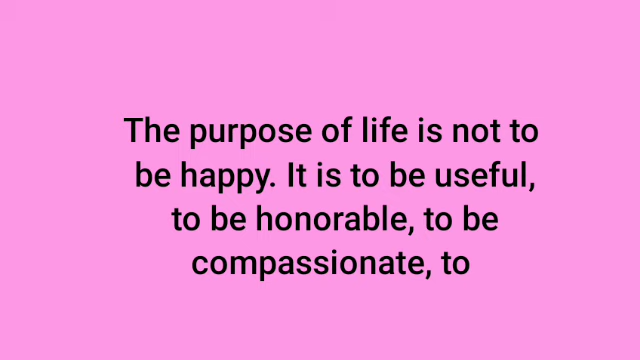 The purpose of life is not to
be happy. It is to be useful,
to be honorable, to be
compassionate, to